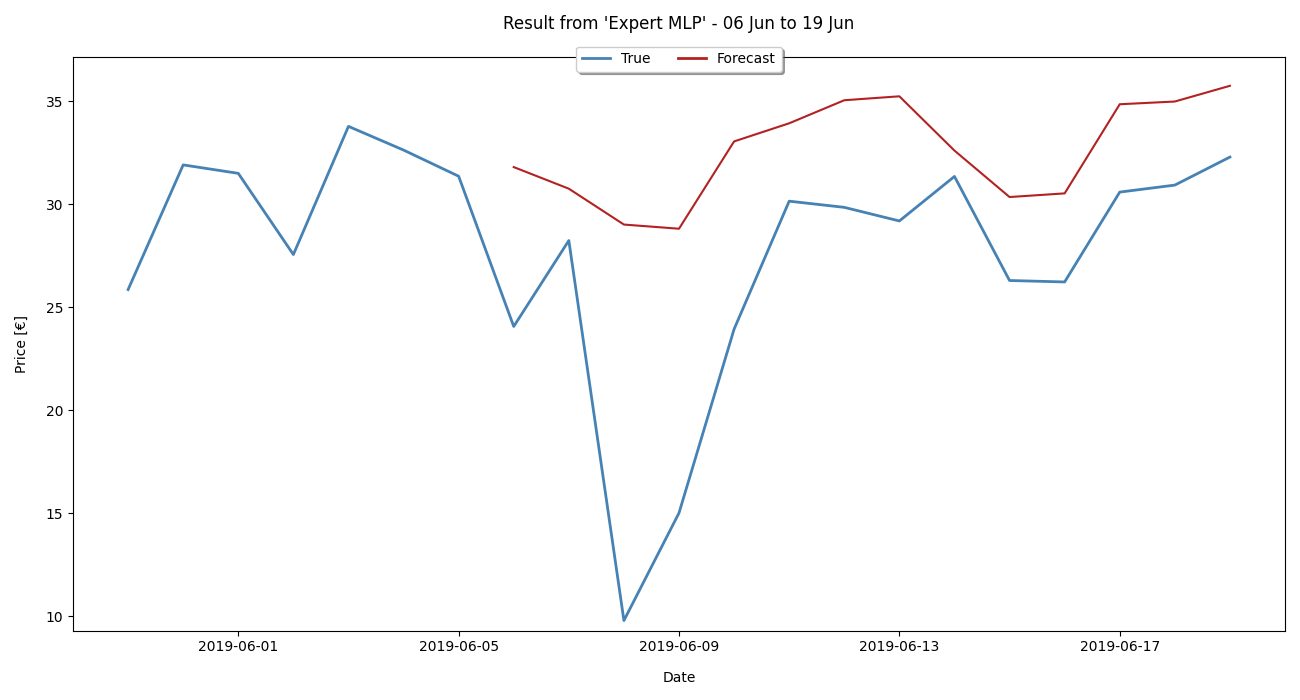 Result from 'Expert MLP' - 06 Jun to 19 Jun
True Forecast
35
30
25
20
15
10
Price [€]
2019-06-01 2019-06-05 2019-06-09 2019-06-13 2019-06-17
Date